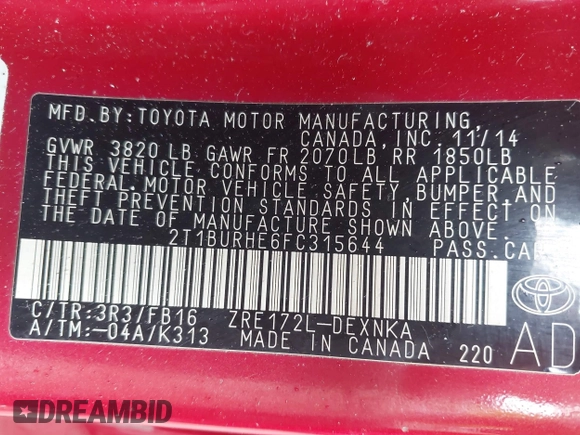 MFD.BY:TOYOTA MOTOR MANUFACTURING,
CANADA, INC. 11/14
GVWR 3820 LB GAWR FR 2070LB RR 1850LB
THIS VEHICLE CONFORMS TO ALL APPLICABLE
FEDERAL MOTOR VEHICLE SAFETY, BUMPER AND
THEFT PREVENTION STANDARDS IN EFFECT ON
THE DATE OF MANUFACTURE SHOWN ABOVE.
2T1BURHE6FC315644 PASS.CAR
C/TR:3R3/FB16 ZRE172L-DEXNKA
A/TM:-04A/K313 MADE IN CANADA 220 AD
DREAMBID